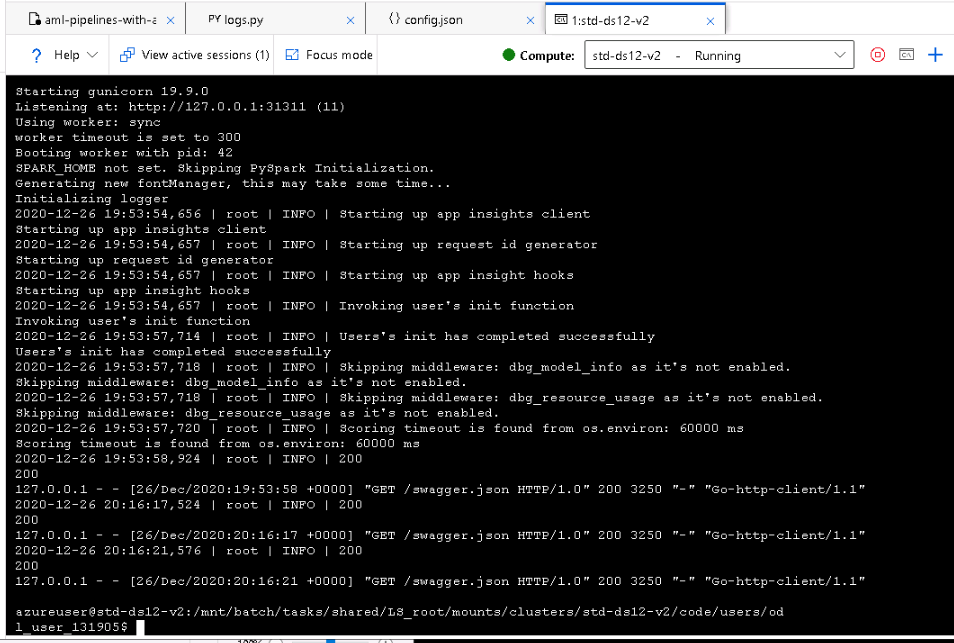 aml-pipelines-with-a
PY logs.py
{} config.json
1:std-ds12-v2
? Help
View active sessions (1)
Focus mode
Compute:
std-ds12-v2 - Running
Starting gunicorn 19.9.0
Listening at: http://127.0.0.1:31311 (11)
Using worker: sync
worker timeout is set to 300
Booting worker with pid: 42
SPARK_HOME not set. Skipping PySpark Initialization.
Generating new fontManager, this may take some time...
Initializing logger
2020-12-26 19:53:54,656 | root | INFO | Starting up app insights client
Starting up app insights client
2020-12-26 19:53:54,657 | root | INFO | Starting up request id generator
Starting up request id generator
2020-12-26 19:53:54,657 | root | INFO | Starting up app insight hooks
Starting up app insight hooks
2020-12-26 19:53:54,657 | root | INFO | Invoking user's init function
Invoking user's init function
2020-12-26 19:53:57,714 | root | INFO | Users's init has completed successfully
Users's init has completed successfully
2020-12-26 19:53:57,718 | root | INFO | Skipping middleware: dbg_model_info as it's not enabled.
Skipping middleware: dbg_model_info as it's not enabled.
2020-12-26 19:53:57,718 | root | INFO | Skipping middleware: dbg_resource_usage as it's not enabled.
Skipping middleware: dbg_resource_usage as it's not enabled.
2020-12-26 19:53:57,720 | root | INFO | Scoring timeout is found from os.environ: 60000 ms
Scoring timeout is found from os.environ: 60000 ms
2020-12-26 19:53:58,924 | root | INFO | 200
200
127.0.0.1 - - [26/Dec/2020:19:53:58 +0000] "GET /swagger.json HTTP/1.0" 200 3250 "-" "Go-http-client/1.1"
2020-12-26 20:16:17,524 | root | INFO | 200
200
127.0.0.1 - - [26/Dec/2020:20:16:17 +0000] "GET /swagger.json HTTP/1.0" 200 3250 "-" "Go-http-client/1.1"
2020-12-26 20:16:21,576 | root | INFO | 200
200
127.0.0.1 - - [26/Dec/2020:20:16:21 +0000] "GET /swagger.json HTTP/1.0" 200 3250 "-" "Go-http-client/1.1"
azureuser@std-ds12-v2:/mnt/batch/tasks/shared/LS_root/mounts/clusters/std-ds12-v2/code/users/od
l_user_131905$